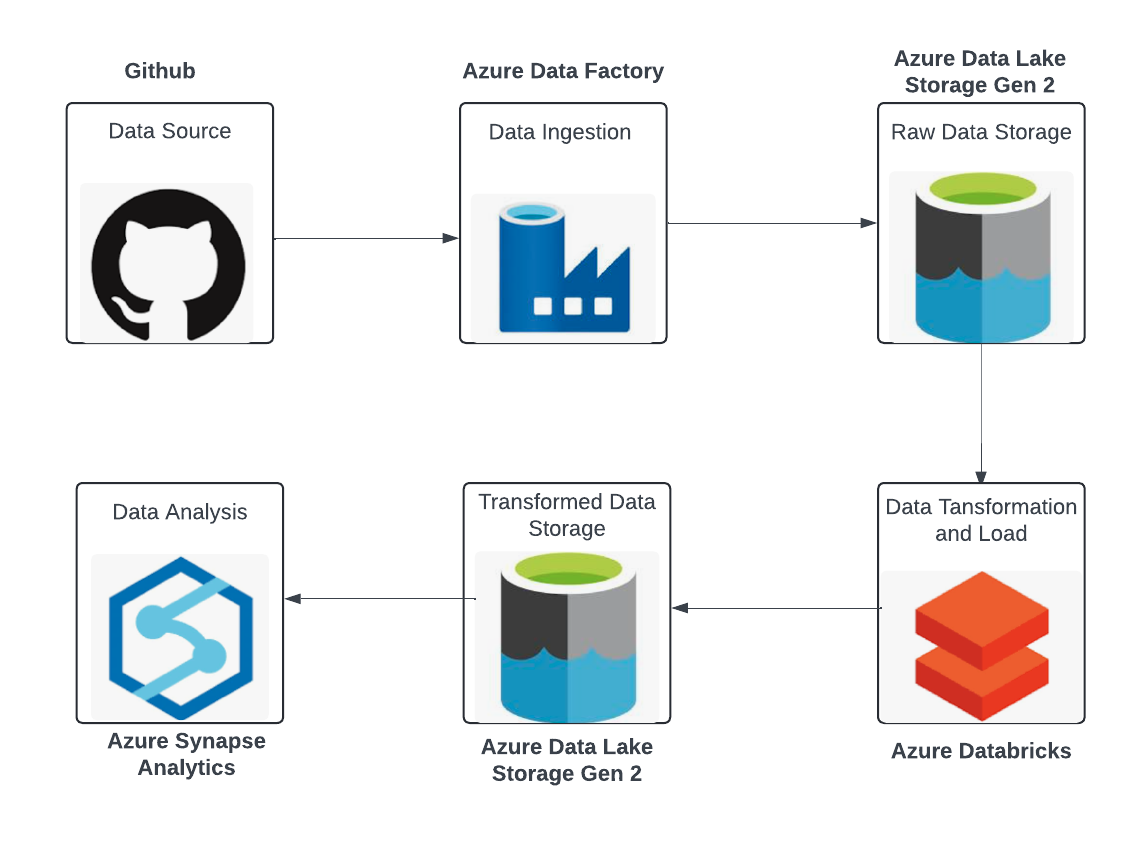 Github
Data Source
Azure Data Factory
Data Ingestion
Azure Data Lake
Storage Gen 2
Raw Data Storage
Data Analysis
Azure Synapse
Analytics
Transformed Data
Storage
Azure Data Lake
Storage Gen 2
Data Tansformation
and Load
Azure Databricks